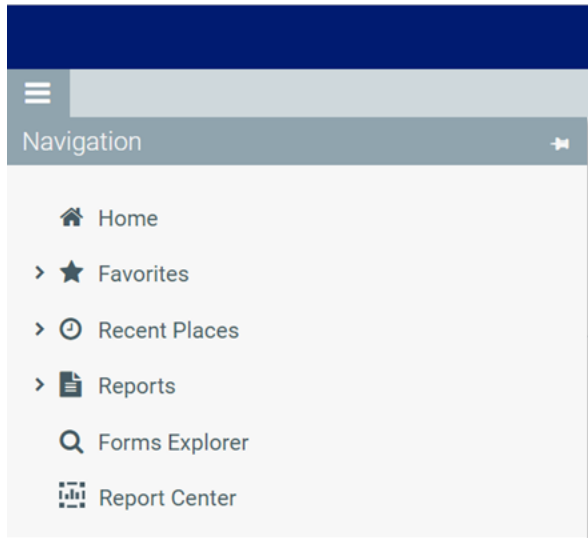 Navigation
Home
Favorites
Recent Places
Reports
Forms Explorer
Report Center